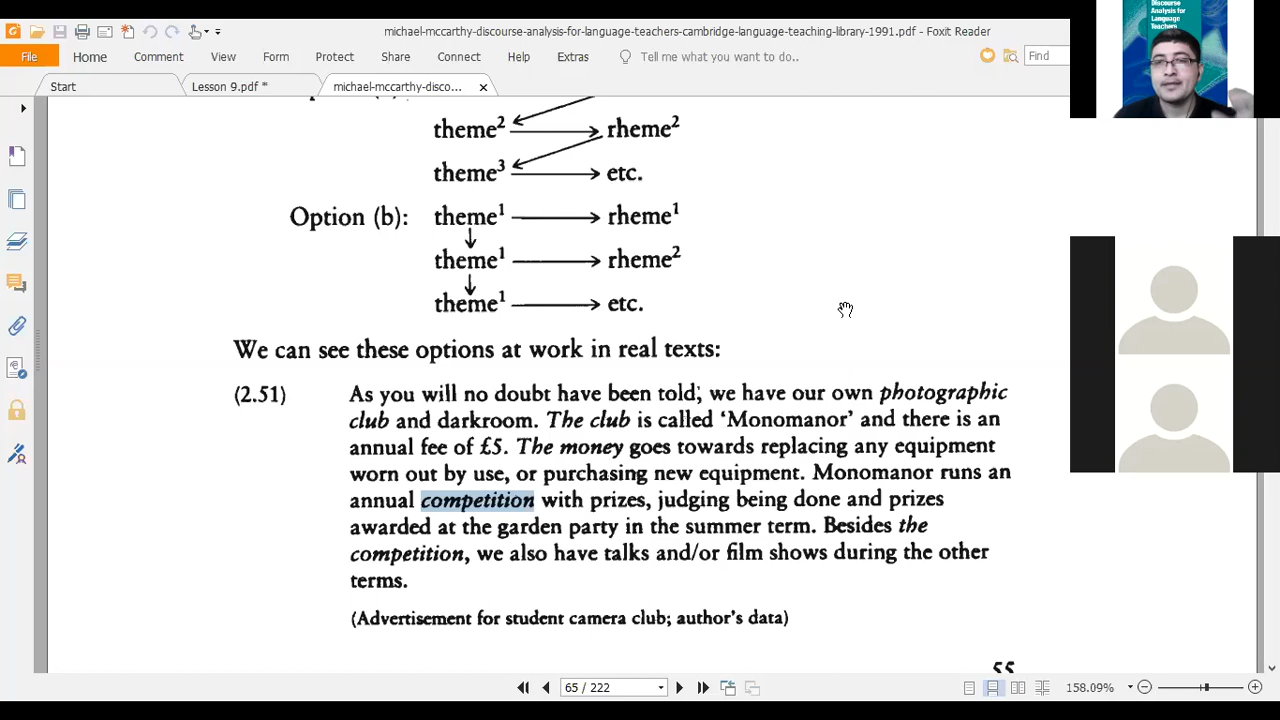 michael-mccarthy-discourse-analysis-for-language-teachers-cambridge-language-teaching-library-1991.pdf - Foxit Reader
Discourse
Analysis for
Language
Teachers
File Home Comment View Form Protect Share Help Extras Tell me what you want to do.. Find
Start Lesson 9.pdf * michael-mccarthy-disco...
theme2 rheme2
theme3 etc.
Option (b): theme1 rheme1
theme1 rheme2
theme1 etc.
We can see these options at work in real texts:
(2.51) As you will no doubt have been told, we have our own photographic
club and darkroom. The club is called 'Monomanor' and there is an
annual fee of £5. The money goes towards replacing any equipment
worn out by use, or purchasing new equipment. Monomanor runs an
annual competition with prizes, judging being done and prizes
awarded at the garden party in the summer term. Besides the
competition, we also have talks and/or film shows during the other
terms.
(Advertisement for student camera club; author's data)
55
65 / 222 158.09%